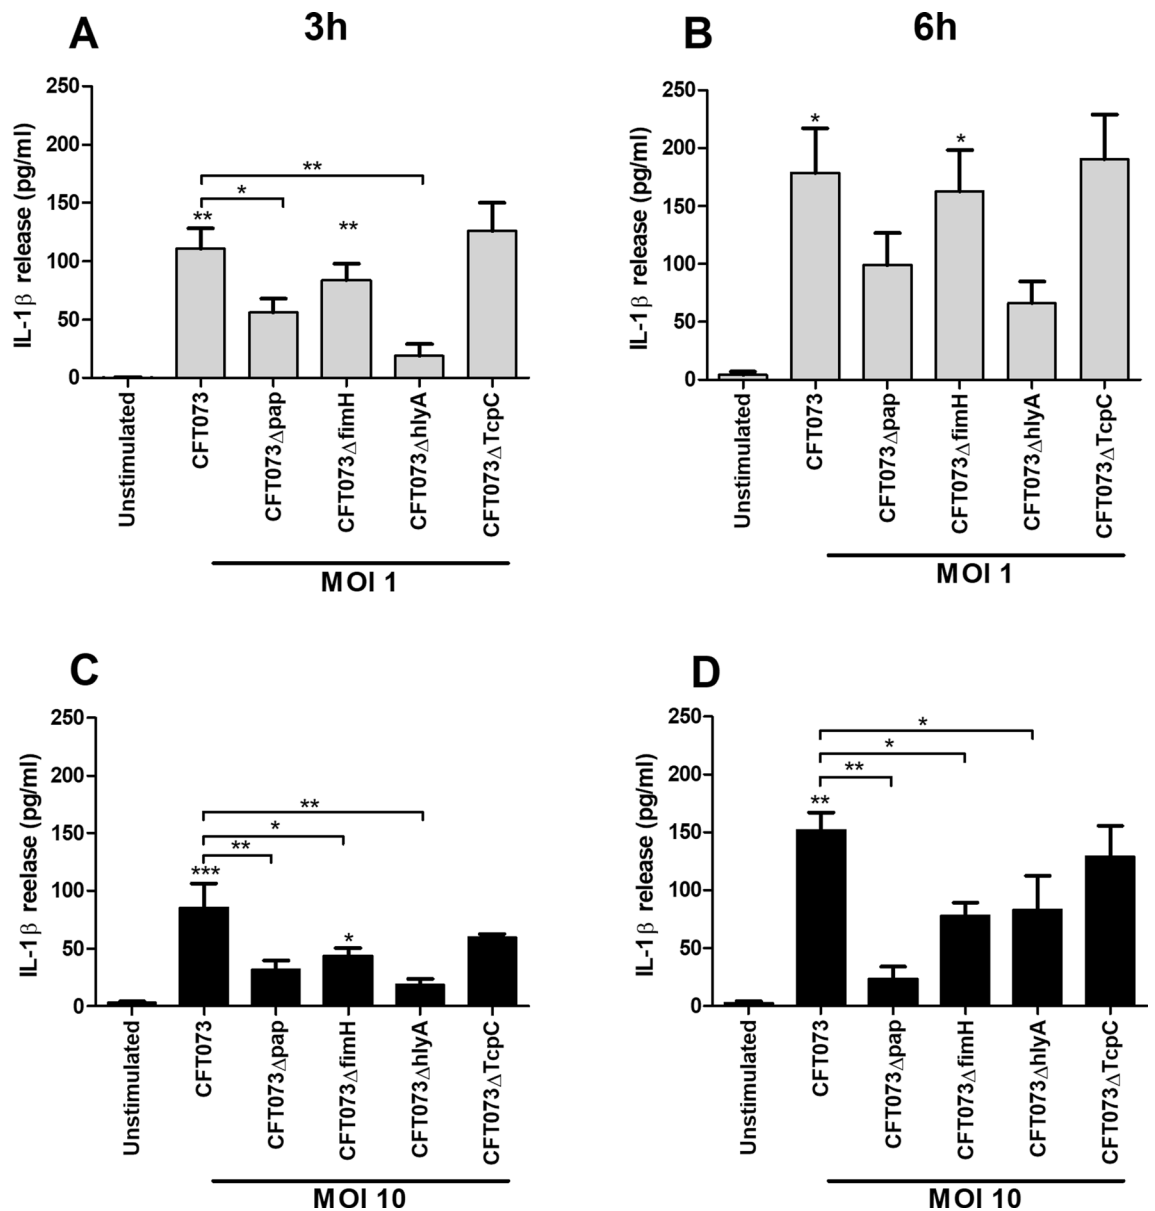 A
3h
B
6h
IL-1β release (pg/ml)
250
200
150
100
50
0
**
*
**
**
Unstimulated
CFT073
CFT073Δpap
CFT073ΔfimH
CFT073ΔhlyA
CFT073ΔTcpC
MOI 1
IL-1β release (pg/ml)
250
200
150
100
50
0
*
*
Unstimulated
CFT073
CFT073Δpap
CFT073ΔfimH
CFT073ΔhlyA
CFT073ΔTcpC
MOI 1
C
D
IL-1β reelase (pg/ml)
250
200
150
100
50
0
**
*
**
***
*
Unstimulated
CFT073
CFT073Δpap
CFT073ΔfimH
CFT073ΔhlyA
CFT073ΔTcpC
MOI 10
IL-1β release (pg/ml)
250
200
150
100
50
0
*
*
**
**
Unstimulated
CFT073
CFT073Δpap
CFT073ΔfimH
CFT073ΔhlyA
CFT073ΔTcpC
MOI 10